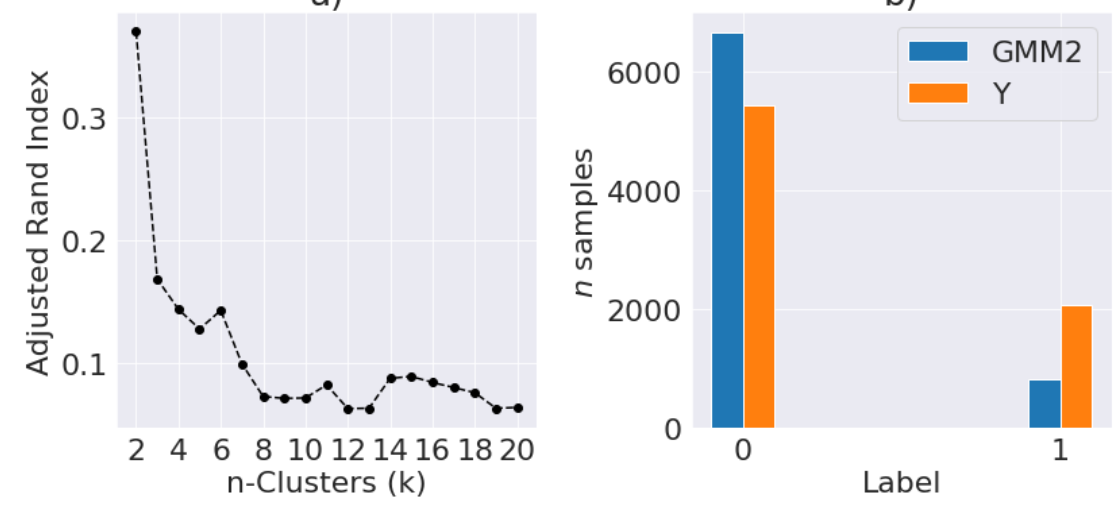 a)
Adjusted Rand Index
0.3
0.2
0.1
2 4 6 8 10 12 14 16 18 20
n-Clusters (k)
b)
n samples
6000
4000
2000
0
GMM2
Y
0 1
Label